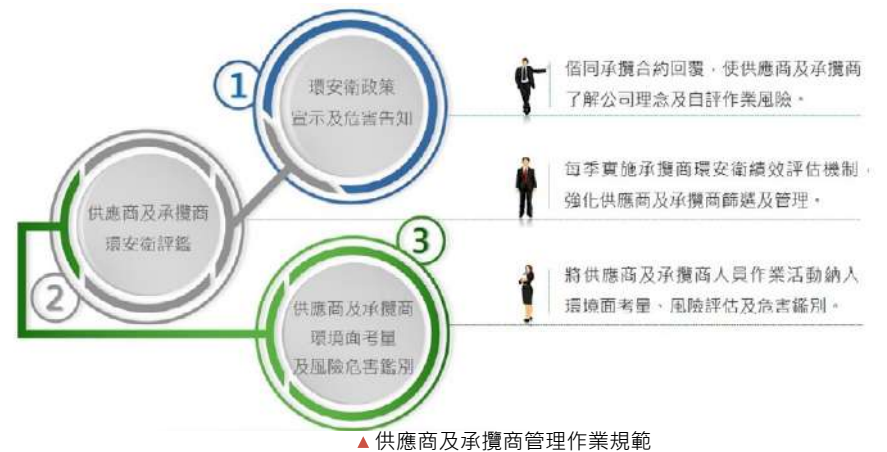 1
環安衛政策
宣示及危害告知
偕同承攬合約回覆，使供應商及承攬商
了解公司理念及自評作業風險。
供應商及承攬商
環安衛評鑑
2
每季實施承攬商環安衛績效評估機制，
強化供應商及承攬商篩選及管理。
3
供應商及承攬商
環境面考量
及風險危害鑑別
將供應商及承攬商人員作業活動納入
環境面考量、風險評估及危害鑑別。
▲供應商及承攬商管理作業規範